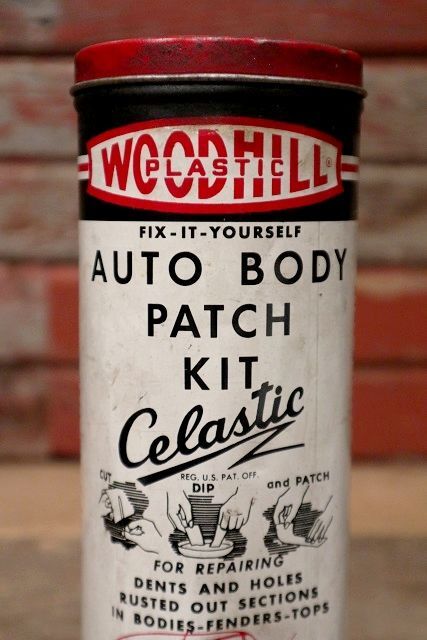 WOODHILL®
PLASTIC
FIX-IT-YOURSELF
AUTO BODY
PATCH
KIT
Celastic
REG. U.S. PAT. OFF.
CUT DIP and PATCH
FOR REPAIRING
DENTS AND HOLES
RUSTED OUT SECTIONS
IN BODIES-FENDERS-TOPS